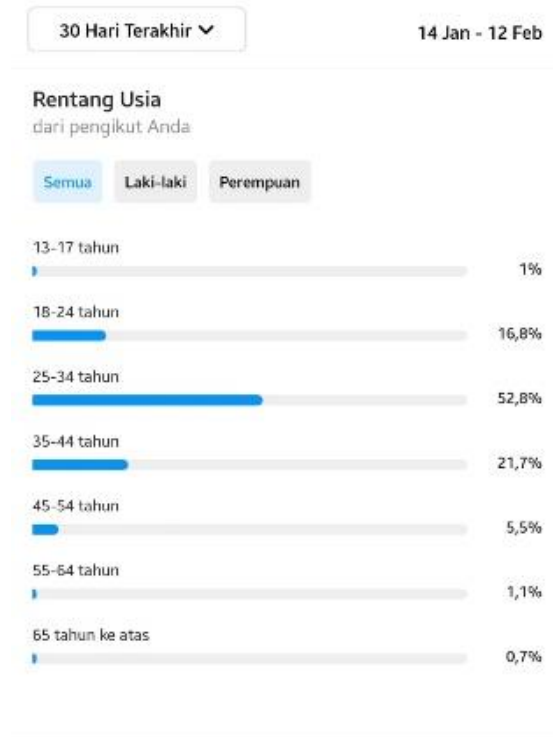 30 Hari Terakhir
14 Jan - 12 Feb
Rentang Usia
dari pengikut Anda
Semua Laki-laki Perempuan
13-17 tahun
1%
18-24 tahun
16,8%
25-34 tahun
52,8%
35-44 tahun
21,7%
45-54 tahun
5,5%
55-64 tahun
1,1%
65 tahun ke atas
0,7%